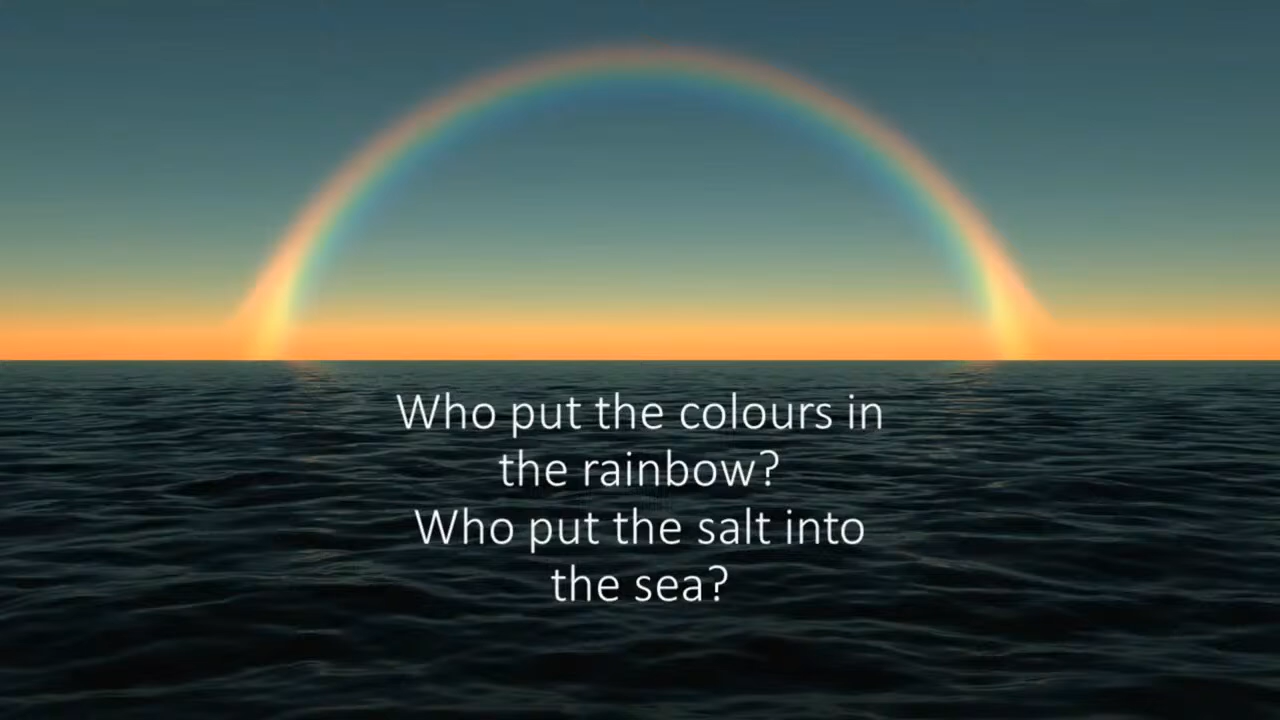 Who put the colours in
the rainbow?
Who put the salt into
the sea?